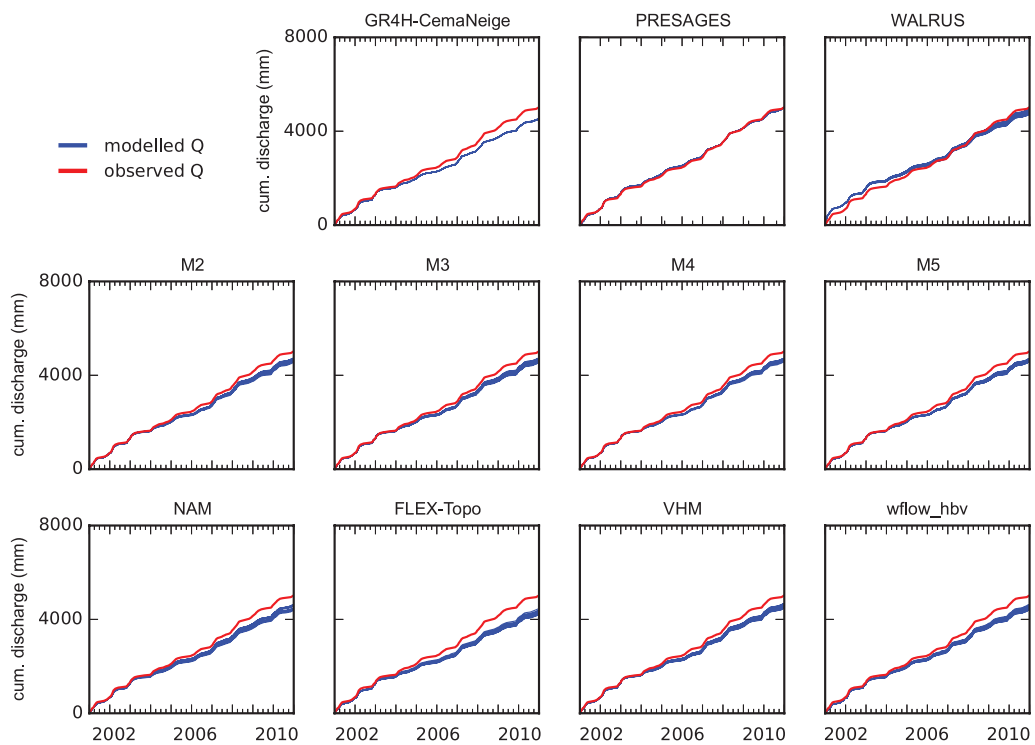 GR4H-CemaNeige
PRESAGES
WALRUS
modelled Q
observed Q
cum. discharge (mm)
8000
4000
0
M2
M3
M4
M5
cum. discharge (mm)
8000
4000
0
NAM
FLEX-Topo
VHM
wflow_hbv
cum. discharge (mm)
8000
4000
0
2002 2006 2010
2002 2006 2010
2002 2006 2010
2002 2006 2010